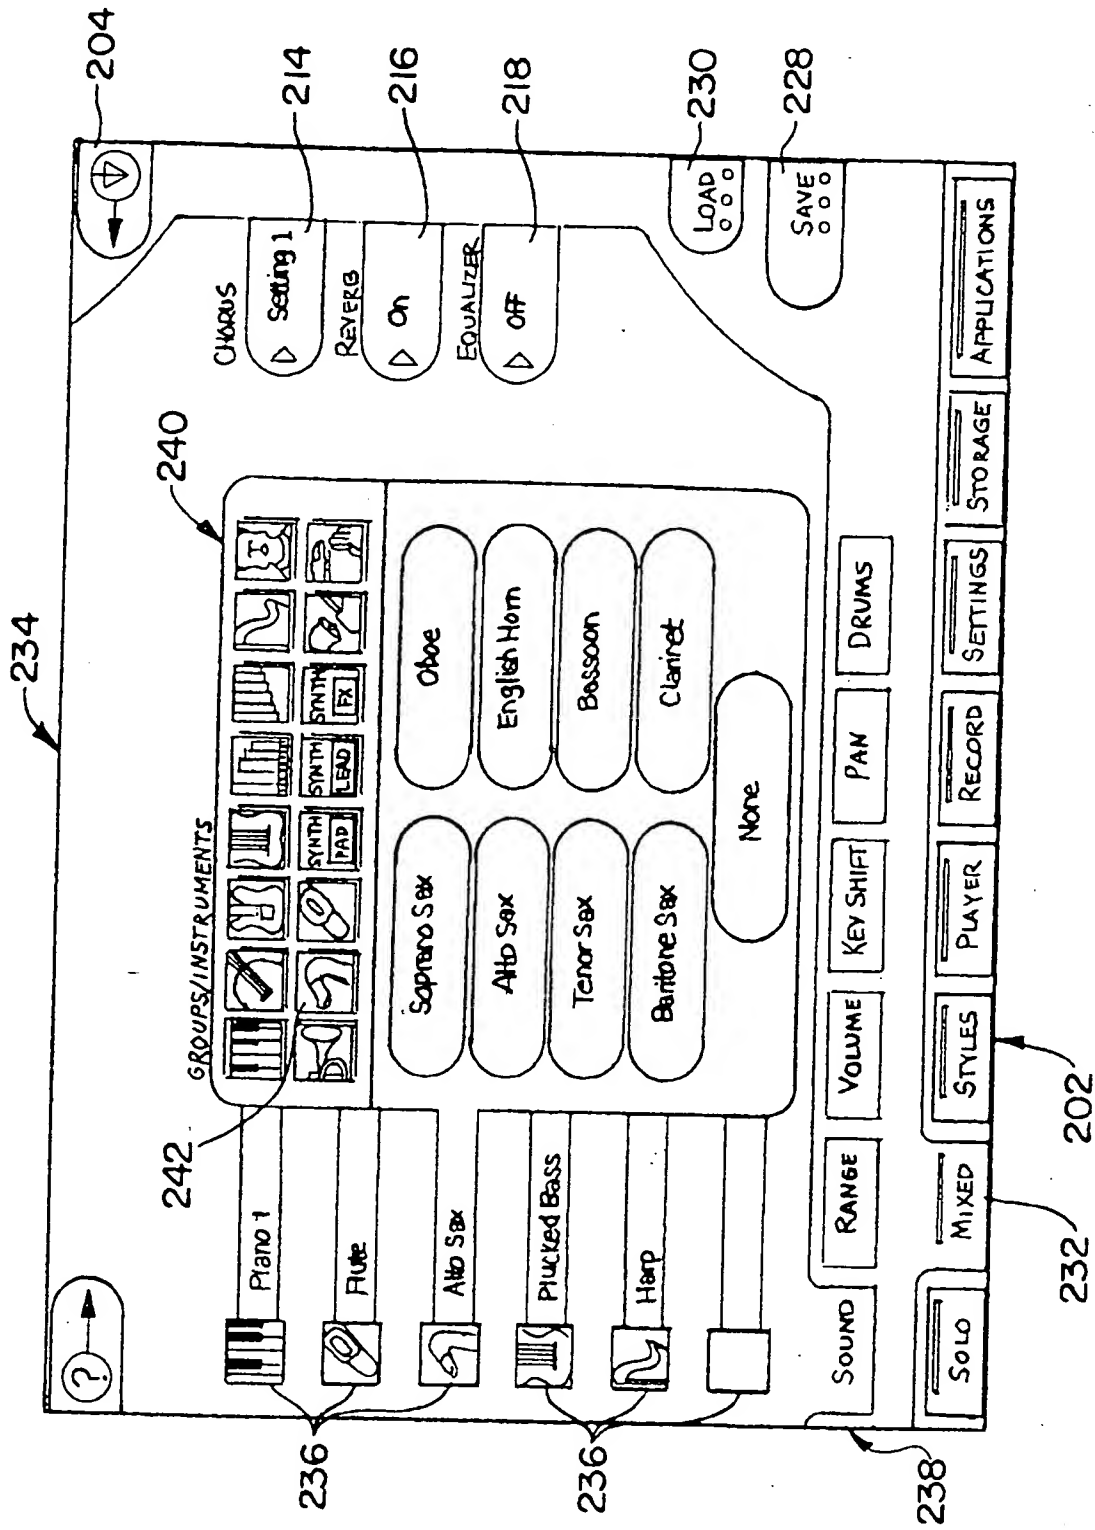 234
204
?
GROUPS/INSTRUMENTS
240
242
CHORUS
Setting 1
214
REVERB
On
216
EQUALIZER
Off
218
Piano 1
Flute
Alto Sax
Plucked Bass
Harp
236
236
SYNTH PAD
SYNTH LEAD
SYNTH FX
Soprano Sax
Oboe
Alto Sax
English Horn
Tenor Sax
Bassoon
Baritone Sax
Clarinet
None
LOAD
230
SAVE
228
SOUND
RANGE
VOLUME
KEY SHIFT
PAN
DRUMS
238
SOLO
MIXED
STYLES
PLAYER
RECORD
SETTINGS
STORAGE
APPLICATIONS
232
202